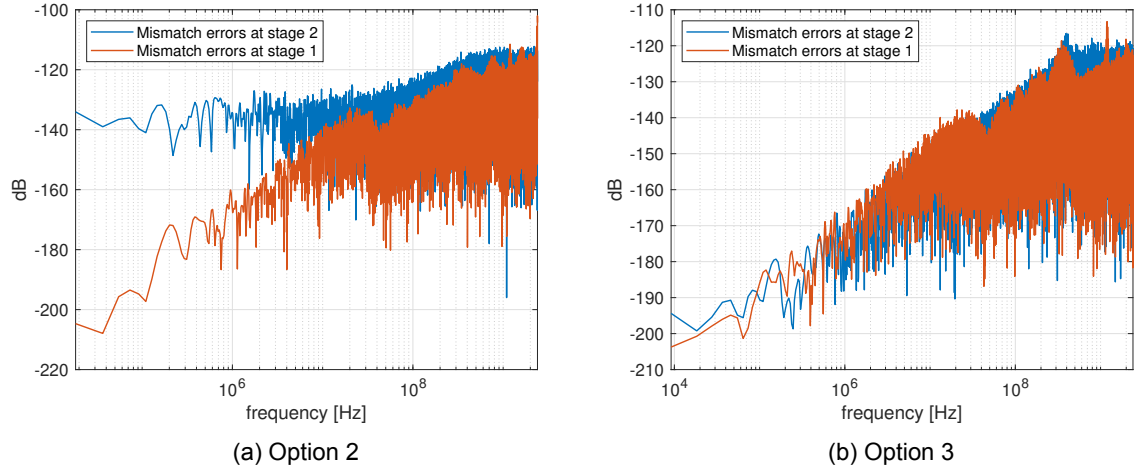 -100
-120
-140
-160
-180
-200
-220
dB
Mismatch errors at stage 2
Mismatch errors at stage 1
10^6
10^8
frequency [Hz]
(a) Option 2
-110
-120
-130
-140
-150
-160
-170
-180
-190
-200
-210
dB
Mismatch errors at stage 2
Mismatch errors at stage 1
10^4
10^6
10^8
frequency [Hz]
(b) Option 3